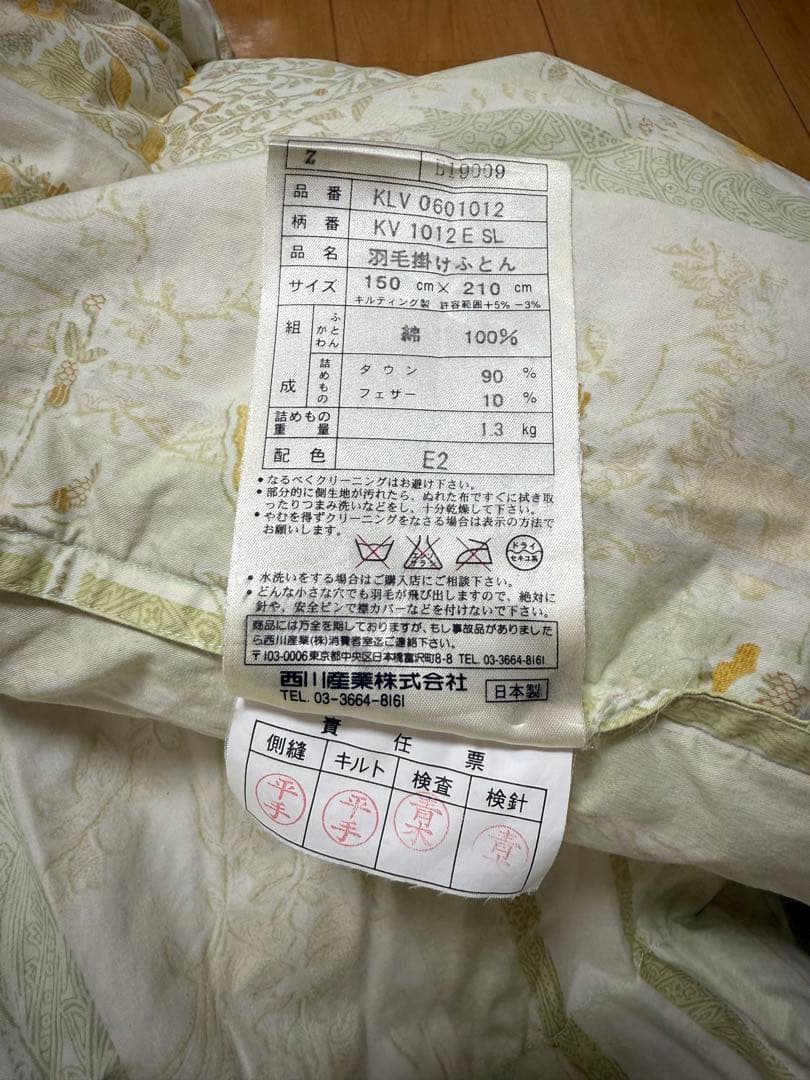 Z
品番 KLV 0601012
柄番 KV 1012 E SL
品名 羽毛掛けふとん
サイズ 150 cm × 210 cm
キルティング製 許容範囲+5% −3%
組成
ふとんがわ 綿 100%
詰めもの ダウン 90 %
フェザー 10 %
詰めもの重量 1.3 kg
配色 E2
•なるべくクリーニングはお避け下さい。
•部分的に側生地が汚れたら、ぬれた布ですぐに拭き取
ったりつまみ洗いなどをし、十分乾燥して下さい。
•やむを得ずクリーニングをなさる場合は表示の方法で
お願いします。
エンソサラシ
ドライ
セキユ系
•水洗いをする場合はご購入店にご相談下さい。
•どんな小さな穴でも羽毛が飛び出しますので、絶対に
針や、安全ピンで襟カバーなどを付けないで下さい。
商品には万全を期しておりますが、もし事故品がありました
ら西川産業(株)消費者室迄ご連絡下さい。
〒103-0006 東京都中央区日本橋富沢町8-8 TEL 03-3664-8161
西川産業株式会社
TEL. 03-3664-8161
日本製
責任票
側縫 キルト 検査 検針
平手 平手 青木